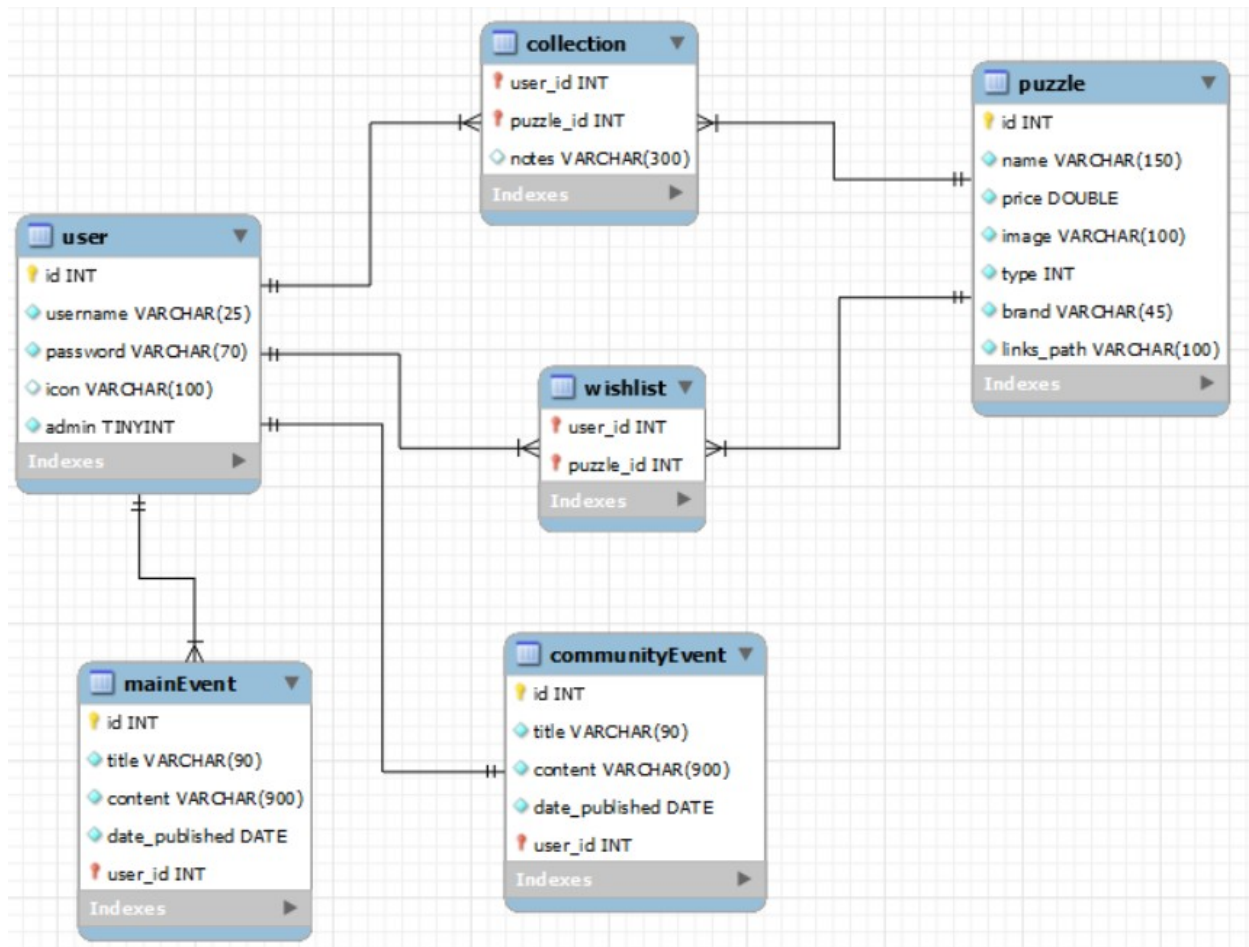 collection
user_id INT
puzzle_id INT
notes VARCHAR(300)
Indexes
puzzle
id INT
name VARCHAR(150)
price DOUBLE
image VARCHAR(100)
type INT
brand VARCHAR(45)
links_path VARCHAR(100)
Indexes
user
id INT
username VARCHAR(25)
password VARCHAR(70)
icon VARCHAR(100)
admin TINYINT
Indexes
wishlist
user_id INT
puzzle_id INT
Indexes
mainEvent
id INT
title VARCHAR(90)
content VARCHAR(900)
date_published DATE
user_id INT
Indexes
communityEvent
id INT
title VARCHAR(90)
content VARCHAR(900)
date_published DATE
user_id INT
Indexes